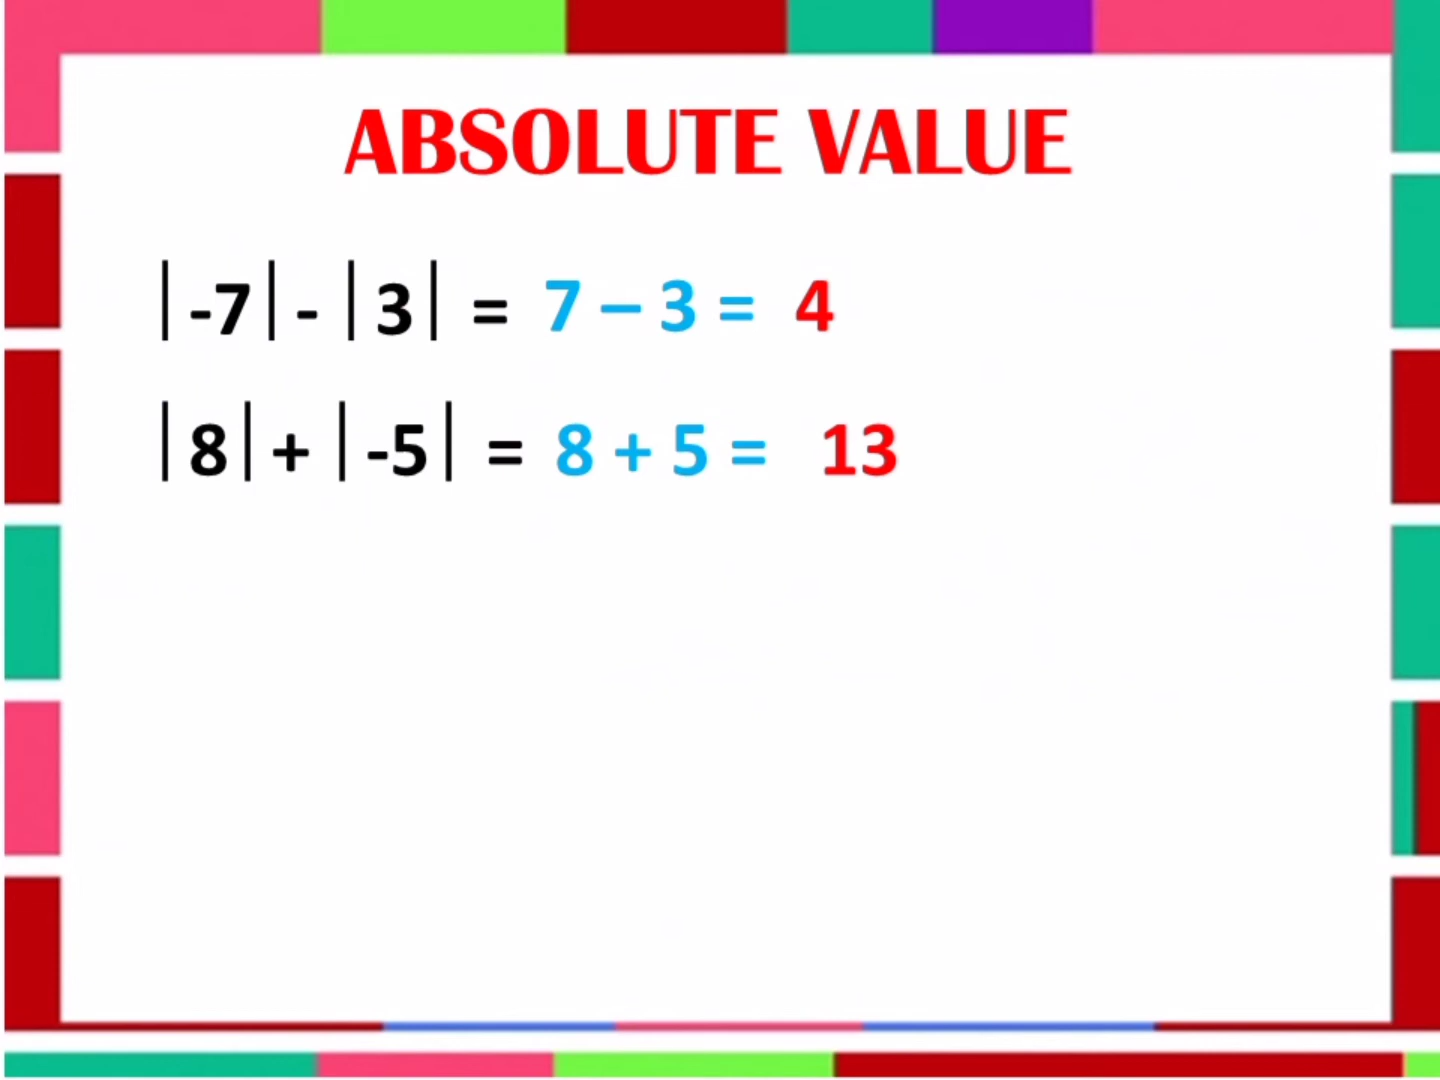 ABSOLUTE VALUE
|-7| - |3| = 7 – 3 = 4
|8| + |-5| = 8 + 5 = 13